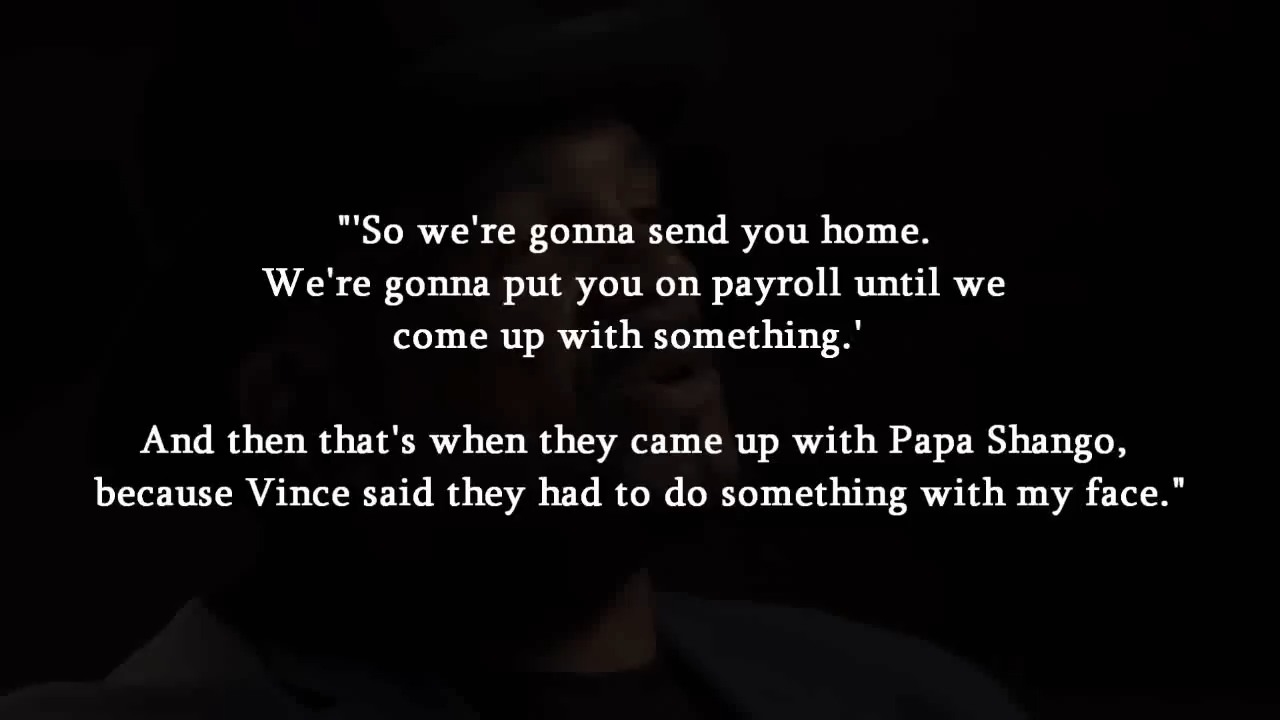 "'So we're gonna send you home.
We're gonna put you on payroll until we
come up with something.'
And then that's when they came up with Papa Shango,
because Vince said they had to do something with my face."